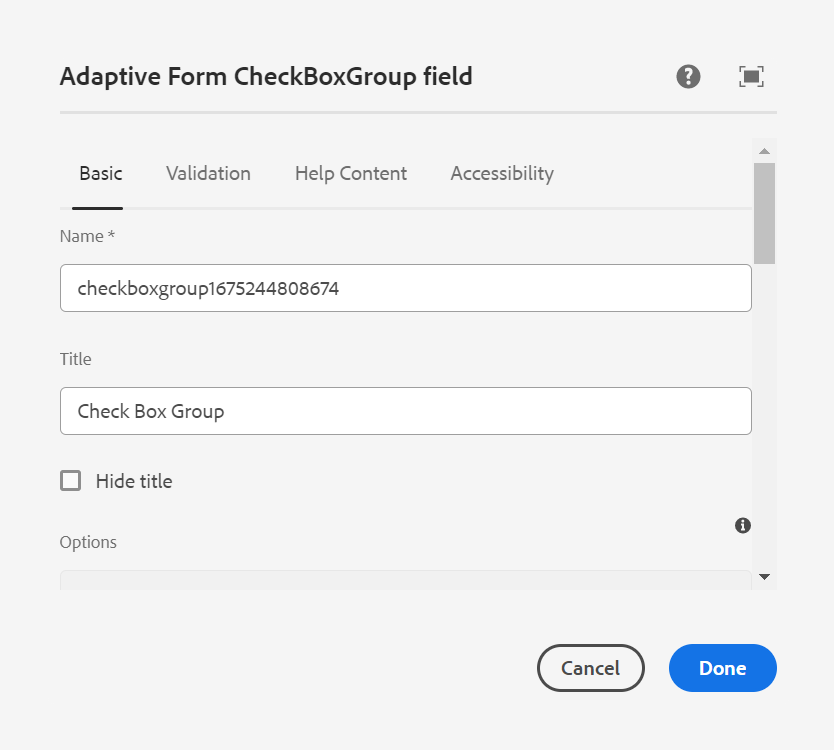 Adaptive Form CheckBoxGroup field
Basic Validation Help Content Accessibility
Name *
checkboxgroup1675244808674
Title
Check Box Group
Hide title
Options
Cancel Done